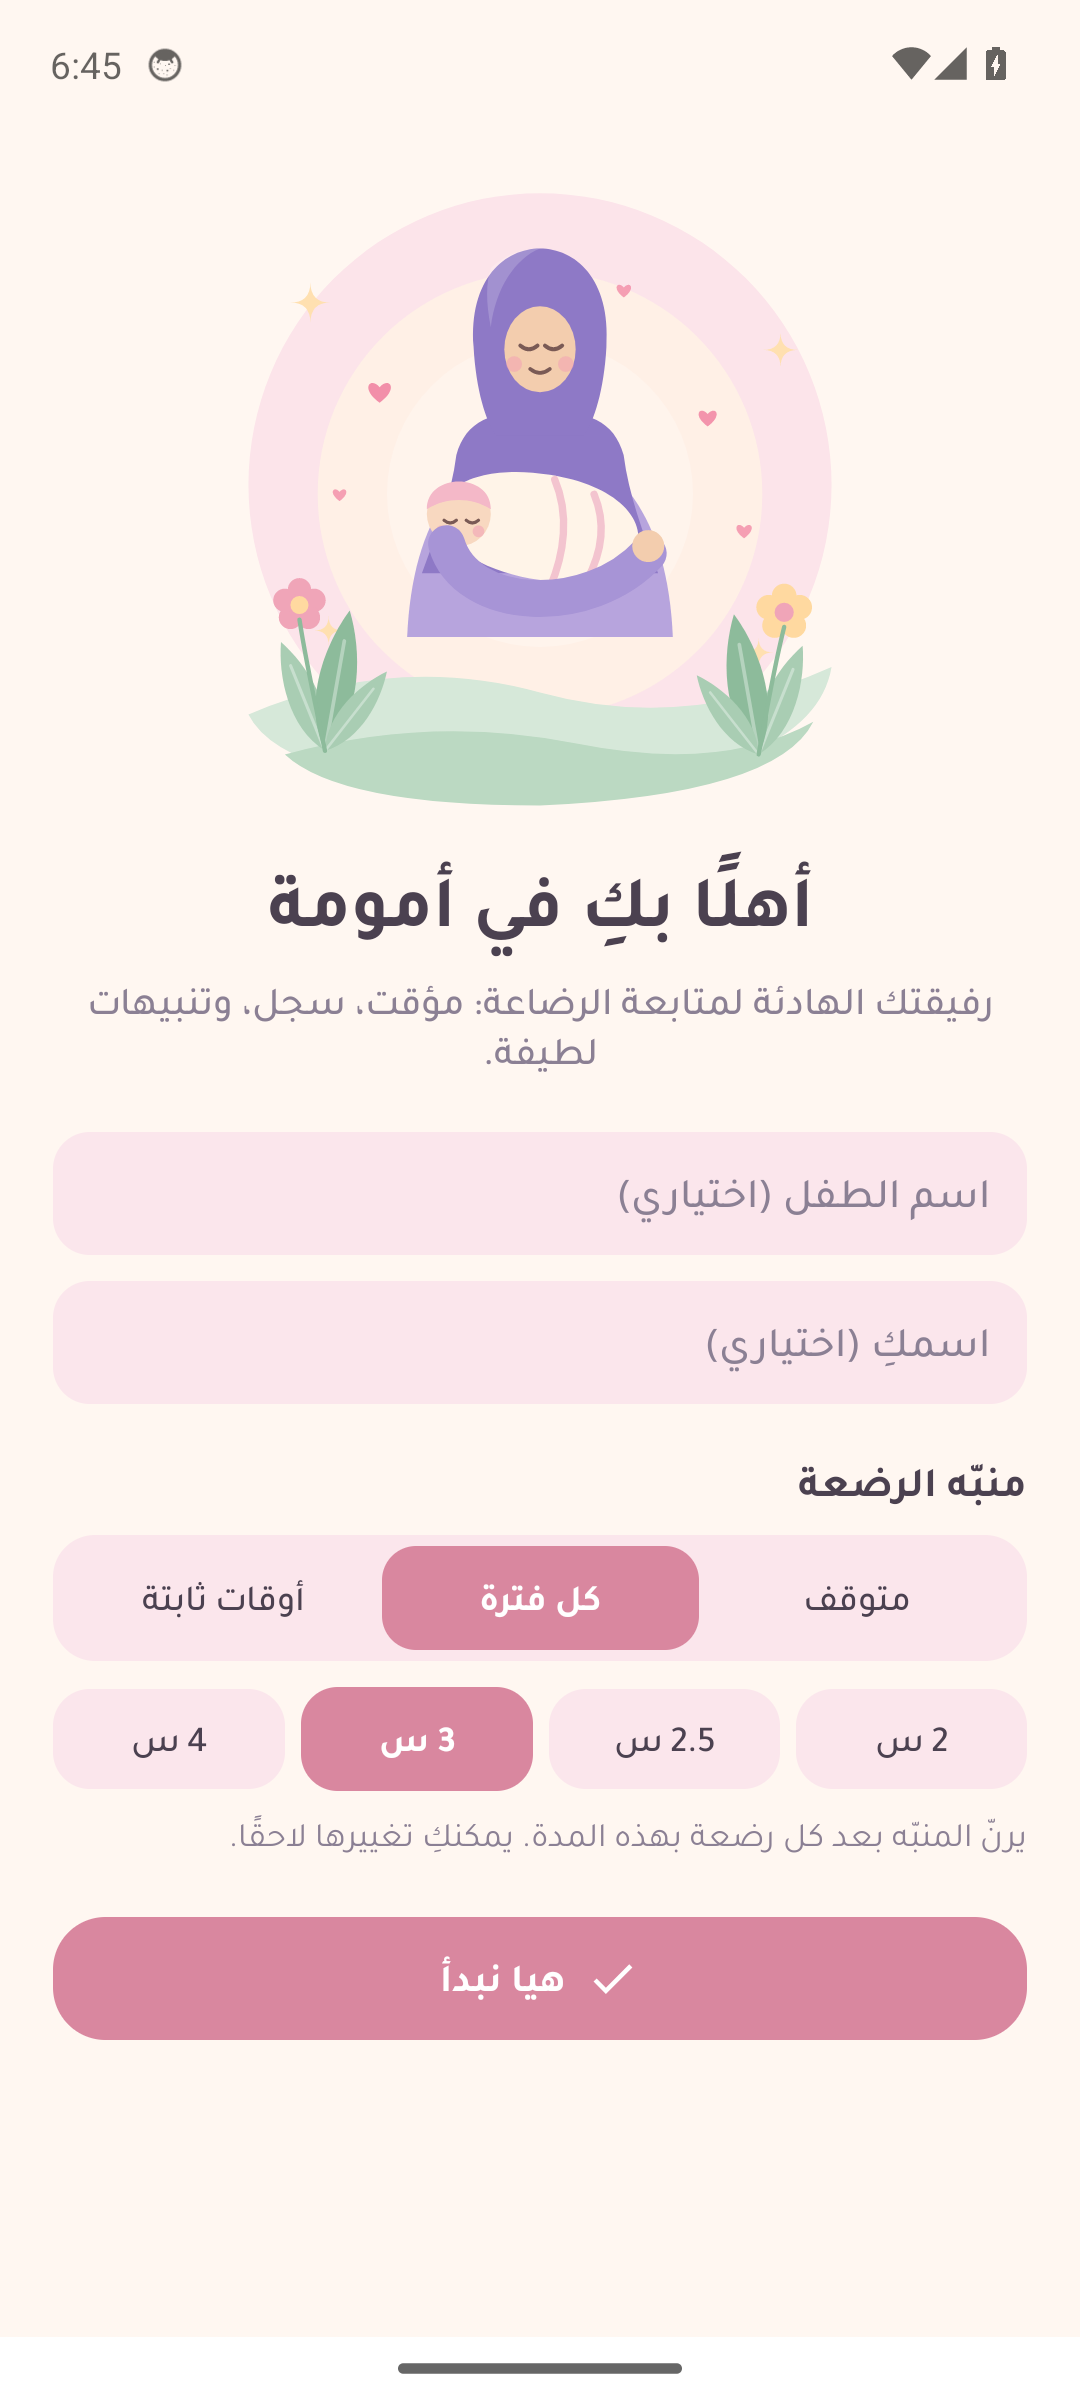 6:45
أهلًا بكِ في أمومة
رفيقتك الهادئة لمتابعة الرضاعة: مؤقت، سجل، وتنبيهات
لطيفة.
اسم الطفل (اختياري)
اسمكِ (اختياري)
منبّه الرضعة
متوقف كل فترة أوقات ثابتة
2 س 2.5 س 3 س 4 س
يرنّ المنبّه بعد كل رضعة بهذه المدة. يمكنكِ تغييرها لاحقًا.
هيا نبدأ